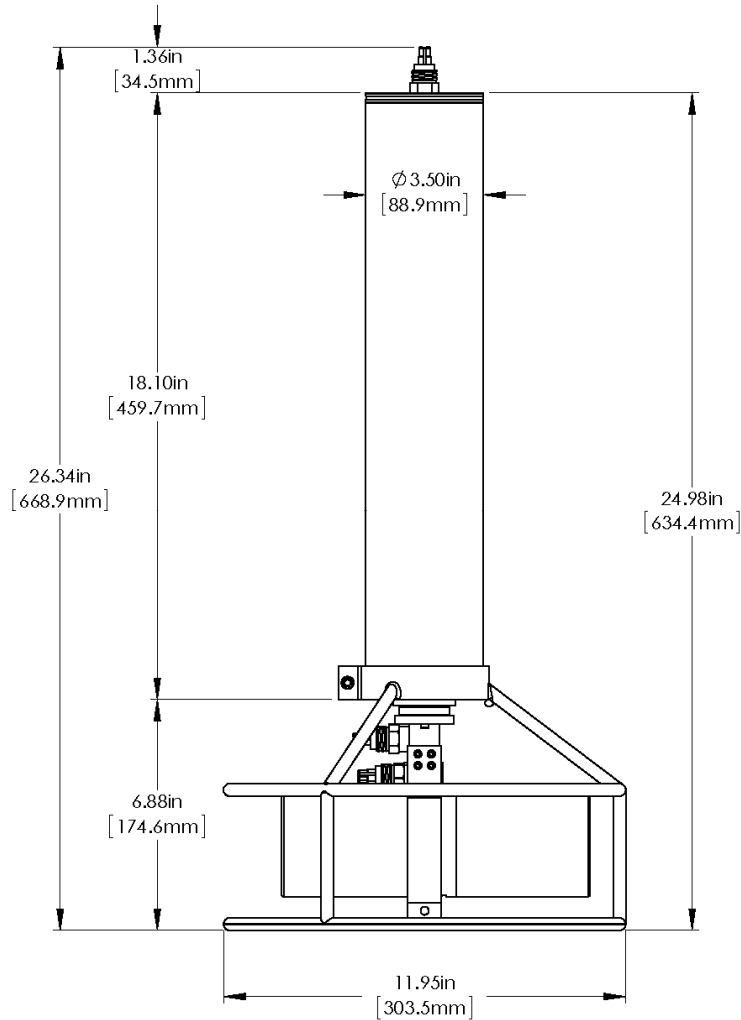 1.36in
[34.5mm]
Ø3.50in
[88.9mm]
18.10in
[459.7mm]
26.34in
[668.9mm]
24.98in
[634.4mm]
6.88in
[174.6mm]
11.95in
[303.5mm]